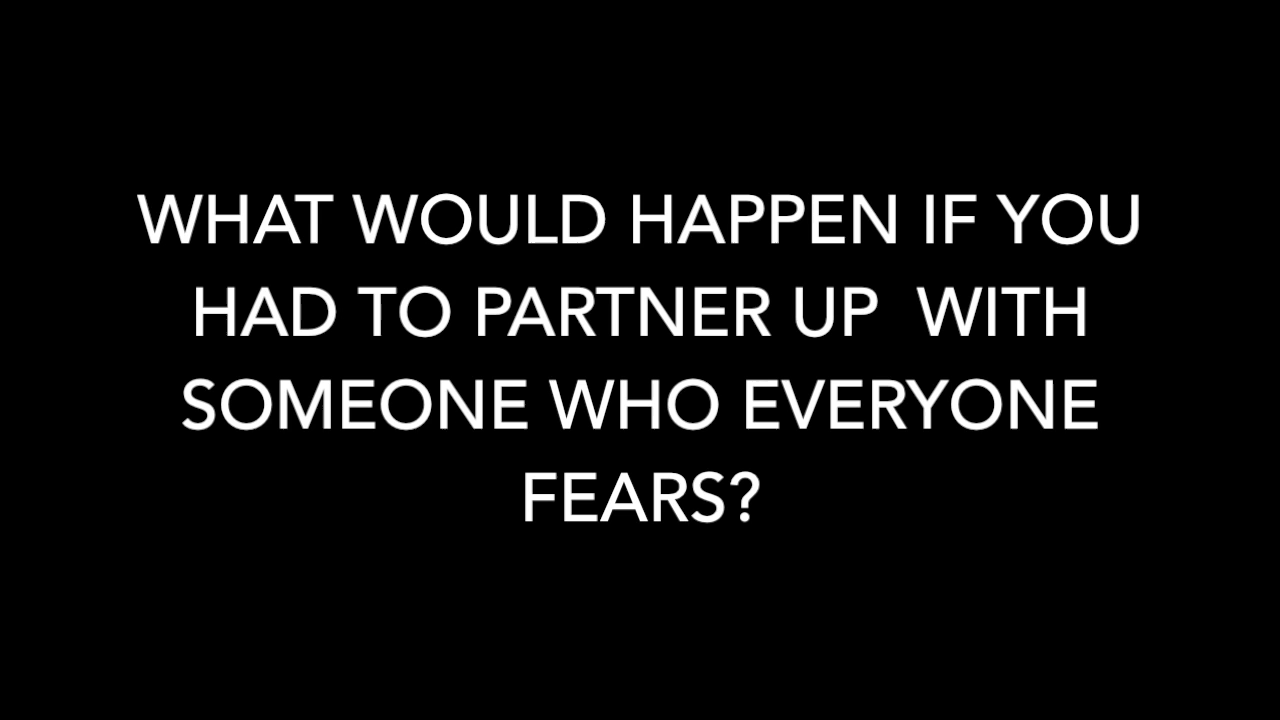 WHAT WOULD HAPPEN IF YOU
HAD TO PARTNER UP  WITH
SOMEONE WHO EVERYONE
FEARS?